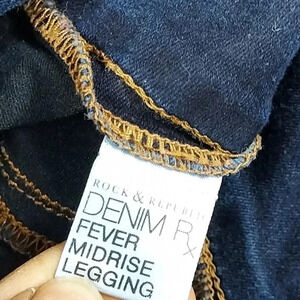 ROCK & REPUBLIC
DENIM Rx
FEVER
MIDRISE
LEGGING